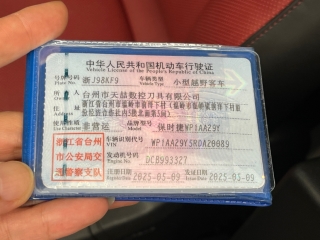 中华人民共和国机动车行驶证
Vehicle License of the People's Republic of China
号牌号码 浙J98KF9 车辆类型 小型越野客车
Plate No. Vehicle Type
所有人 台州市天喆数控刀具有限公司
Owner
住址
Address
使用性质 非营运 品牌型号 保时捷WP1AAZ9Y
Use Character Model
浙江省台州
市公安局交
通警察支队
车辆识别代号 WP1AAZ9YSRDA20089
VIN
发动机号码 DCB993327
Engine No.
注册日期 2025-05-09 发证日期 2025-05-09
Register Date Issue Date